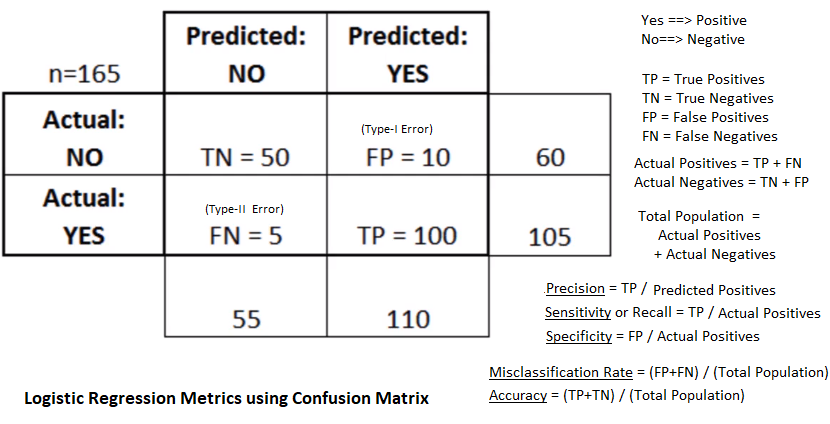 Predicted: Predicted:
n=165 NO YES
Actual:
NO TN = 50 (Type-I Error) FP = 10 60
Actual:
YES (Type-II Error) FN = 5 TP = 100 105
55 110
Yes ==> Positive
No==> Negative
TP = True Positives
TN = True Negatives
FP = False Positives
FN = False Negatives
Actual Positives = TP + FN
Actual Negatives = TN + FP
Total Population =
Actual Positives
+ Actual Negatives
.Precision = TP / Predicted Positives
Sensitivity or Recall = TP / Actual Positives
Specificity = FP / Actual Positives
Misclassification Rate = (FP+FN) / (Total Population)
Accuracy = (TP+TN) / (Total Population)
Logistic Regression Metrics using Confusion Matrix